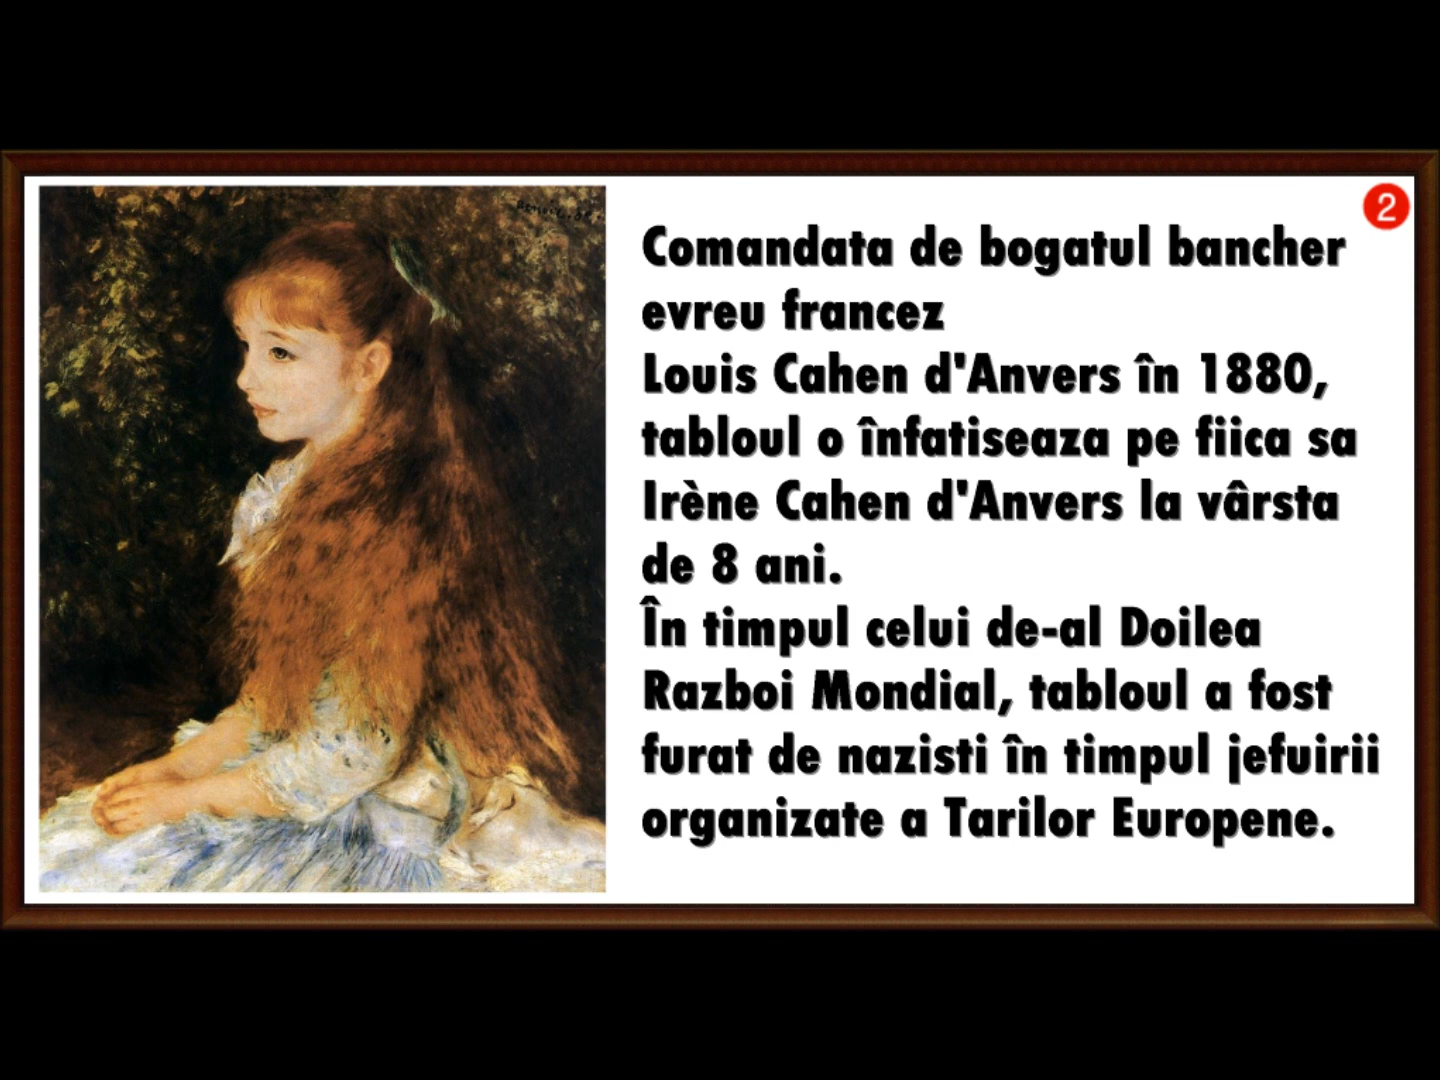 Renoir. 80.
2
Comandata de bogatul bancher
evreu francez
Louis Cahen d'Anvers în 1880,
tabloul o înfatiseaza pe fiica sa
Irène Cahen d'Anvers la vârsta
de 8 ani.
În timpul celui de-al Doilea
Razboi Mondial, tabloul a fost
furat de nazisti în timpul jefuirii
organizate a Tarilor Europene.